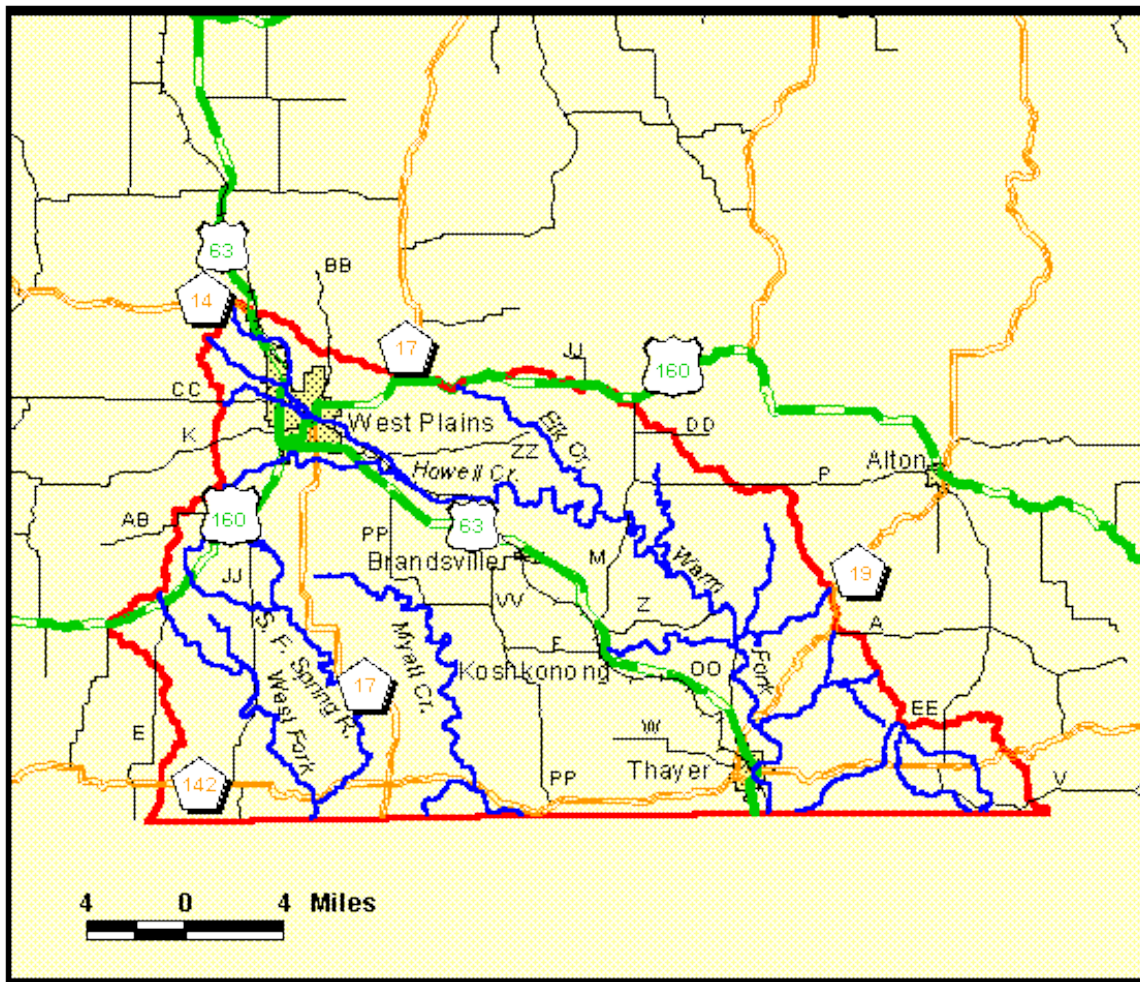 63
BB
14
17
JJ
160
CC
West Plains
K
ZZ
DD
Elk Cr.
Howell Cr.
P
Alton
AB
160
63
PP
Brandsville
M
Warm
Fork
19
JJ
VV
Z
A
S. F. Spring R.
Myatt Cr.
F
Koshkonong
OO
West Fork
17
EE
E
W
Thayer
142
PP
V
4 0 4 Miles